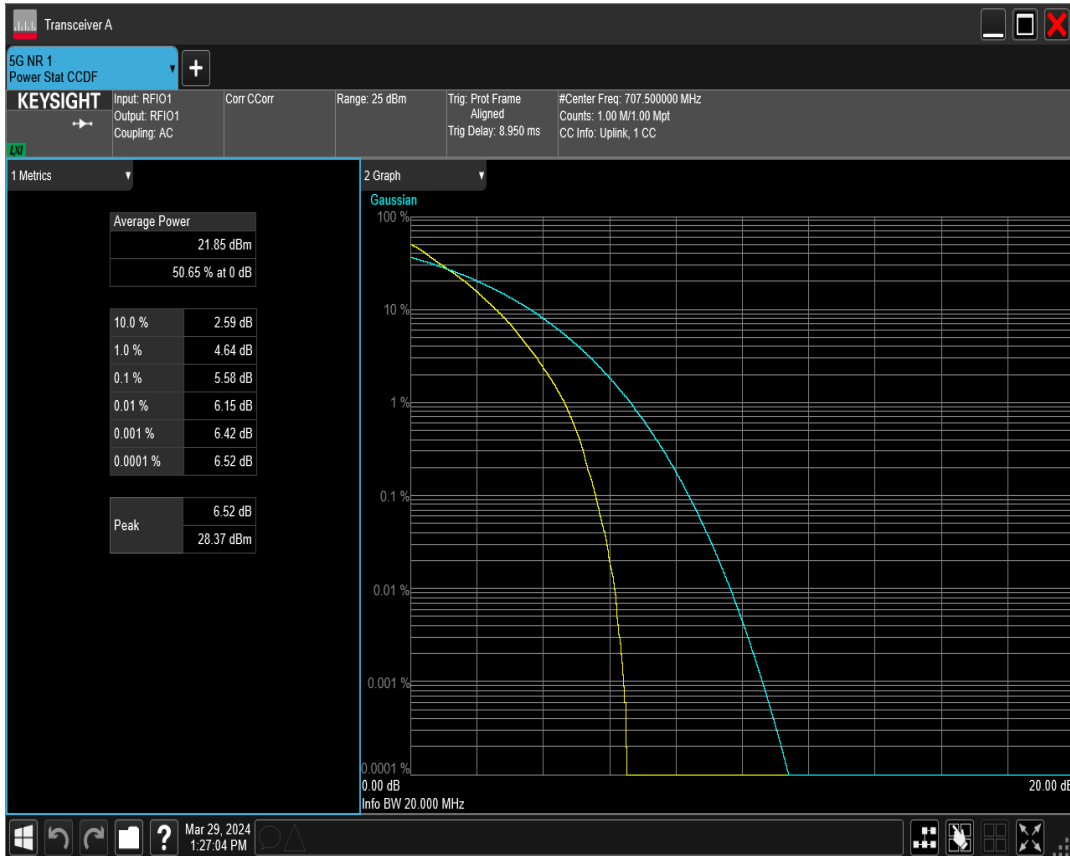 Transceiver A
5G NR 1
Power Stat CCDF
+
KEYSIGHT
LXI
Input: RFIO1
Output: RFIO1
Coupling: AC
Corr CCorr
Range: 25 dBm
Trig: Prot Frame
Aligned
Trig Delay: 8.950 ms
#Center Freq: 707.500000 MHz
Counts: 1.00 M/1.00 Mpt
CC Info: Uplink, 1 CC
1 Metrics
Average Power
21.85 dBm
50.65 % at 0 dB
10.0 % 2.59 dB
1.0 % 4.64 dB
0.1 % 5.58 dB
0.01 % 6.15 dB
0.001 % 6.42 dB
0.0001 % 6.52 dB
Peak
6.52 dB
28.37 dBm
2 Graph
Gaussian
100 %
10 %
1 %
0.1 %
0.01 %
0.001 %
0.0001 %
0.00 dB 20.00 dB
Info BW 20.000 MHz
?
Mar 29, 2024
1:27:04 PM